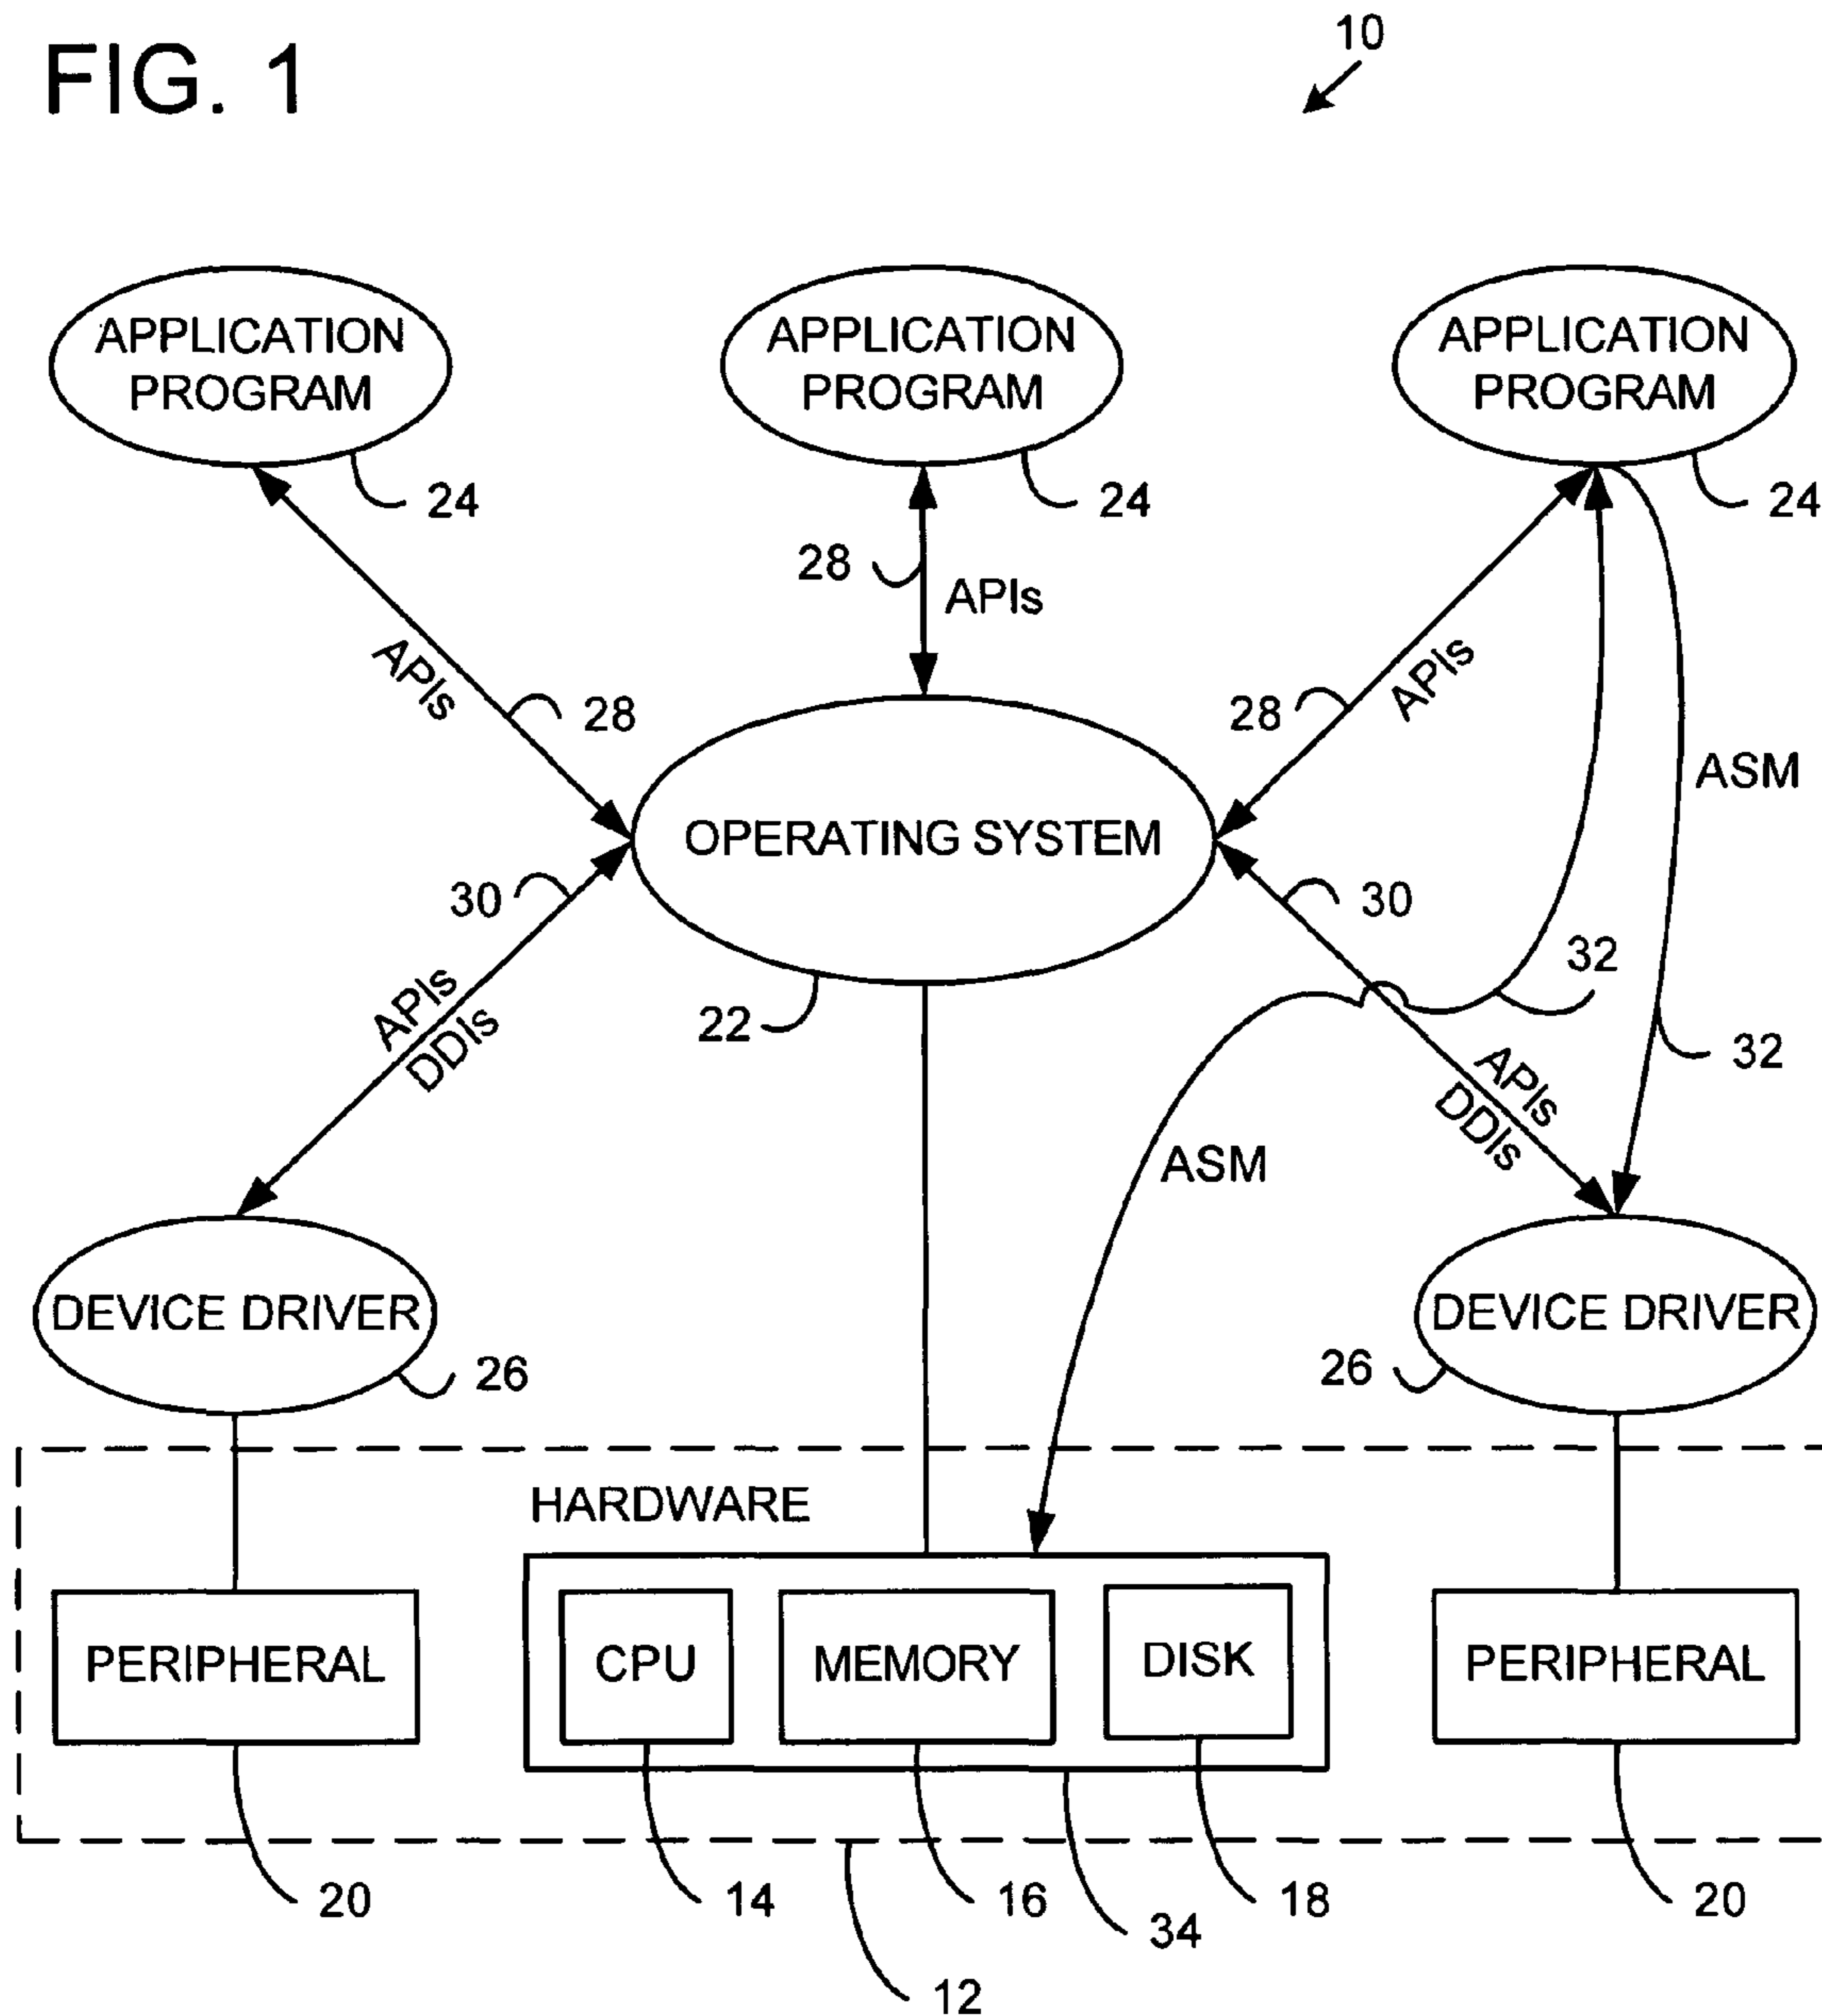 FIG. 1
10
APPLICATION
PROGRAM
24
APPLICATION
PROGRAM
24
APPLICATION
PROGRAM
24
28
APIs
APIs
28
28
APIs
ASM
OPERATING SYSTEM
30
30
32
22
32
APIs
DDIs
APIs
DDIs
ASM
DEVICE DRIVER
26
DEVICE DRIVER
26
HARDWARE
PERIPHERAL
CPU
MEMORY
DISK
PERIPHERAL
20
14
16
18
20
34
12